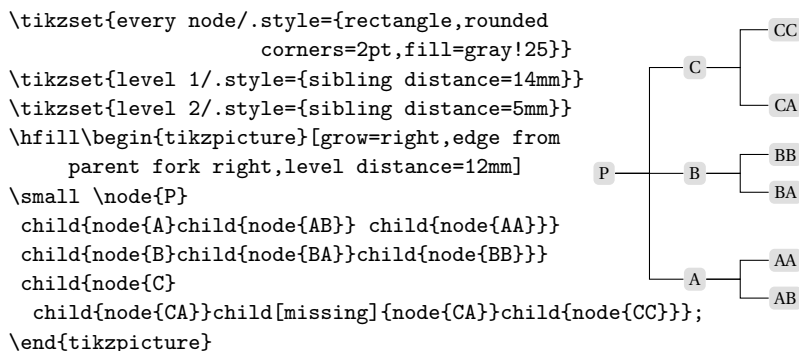 \tikzset{every node/.style={rectangle,rounded
corners=2pt,fill=gray!25}}
\tikzset{level 1/.style={sibling distance=14mm}}
\tikzset{level 2/.style={sibling distance=5mm}}
\hfill\begin{tikzpicture}[grow=right,edge from
parent fork right,level distance=12mm]
\small \node{P}
child{node{A}child{node{AB}} child{node{AA}}}
child{node{B}child{node{BA}}child{node{BB}}}
child{node{C}
child{node{CA}}child[missing]{node{CA}}child{node{CC}}};
\end{tikzpicture}
CC
C
CA
BB
P B
BA
AA
A
AB